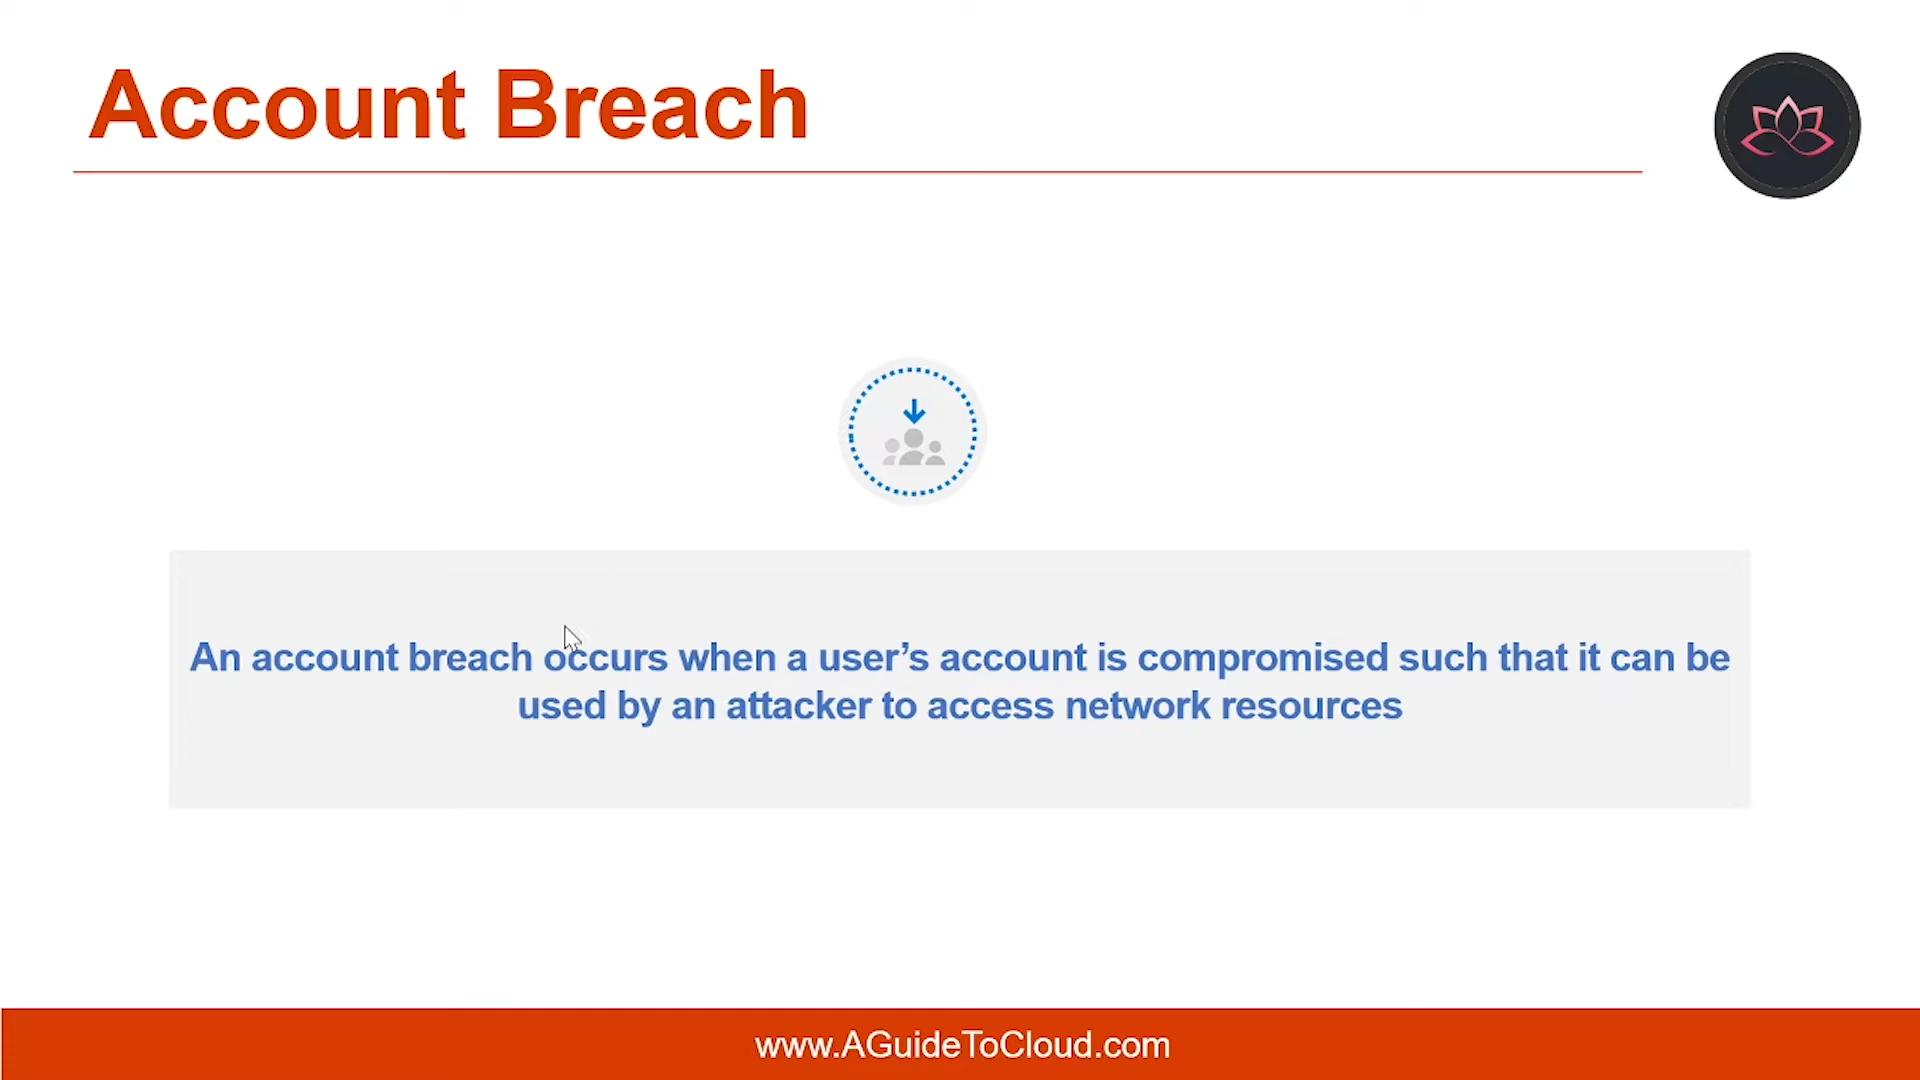 Account Breach
An account breach occurs when a user’s account is compromised such that it can be
used by an attacker to access network resources
www.AGuideToCloud.com